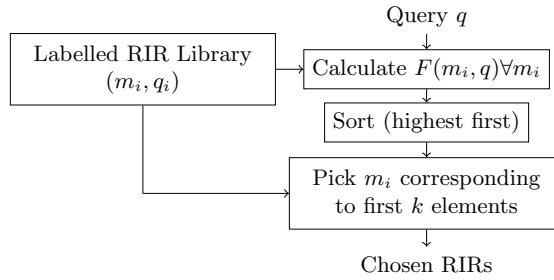 Query q
Labelled RIR Library
(m_i, q_i)
Calculate F(m_i, q)∀m_i
Sort (highest first)
Pick m_i corresponding
to first k elements
Chosen RIRs